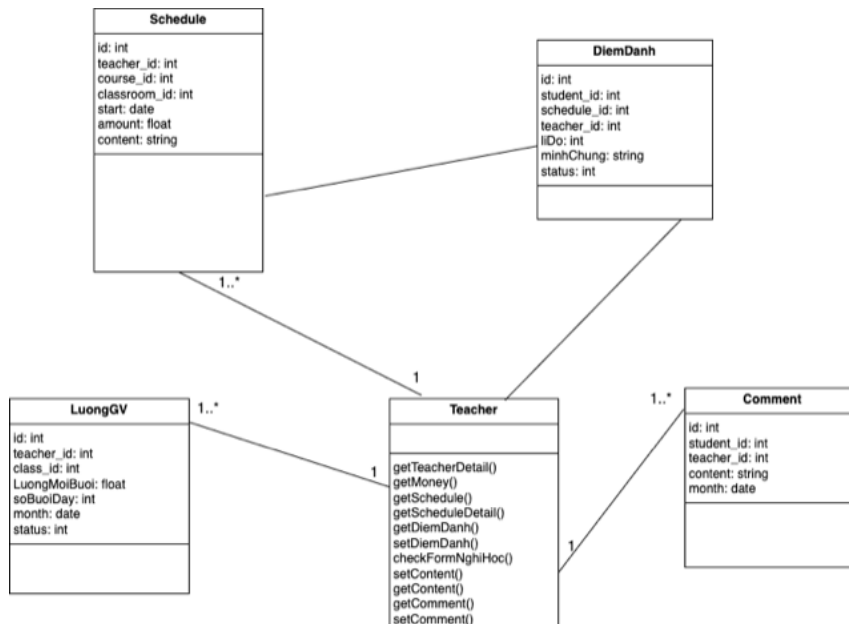 Schedule
id: int
teacher_id: int
course_id: int
classroom_id: int
start: date
amount: float
content: string
DiemDanh
id: int
student_id: int
schedule_id: int
teacher_id: int
liDo: int
minhChung: string
status: int
1..*
1
LuongGV
id: int
teacher_id: int
class_id: int
LuongMoiBuoi: float
soBuoiDay: int
month: date
status: int
1..*
1
Teacher
getTeacherDetail()
getMoney()
getSchedule()
getScheduleDetail()
getDiemDanh()
setDiemDanh()
checkFormNghiHoc()
setContent()
getContent()
getComment()
setComment()
1..*
1
Comment
id: int
student_id: int
teacher_id: int
content: string
month: date